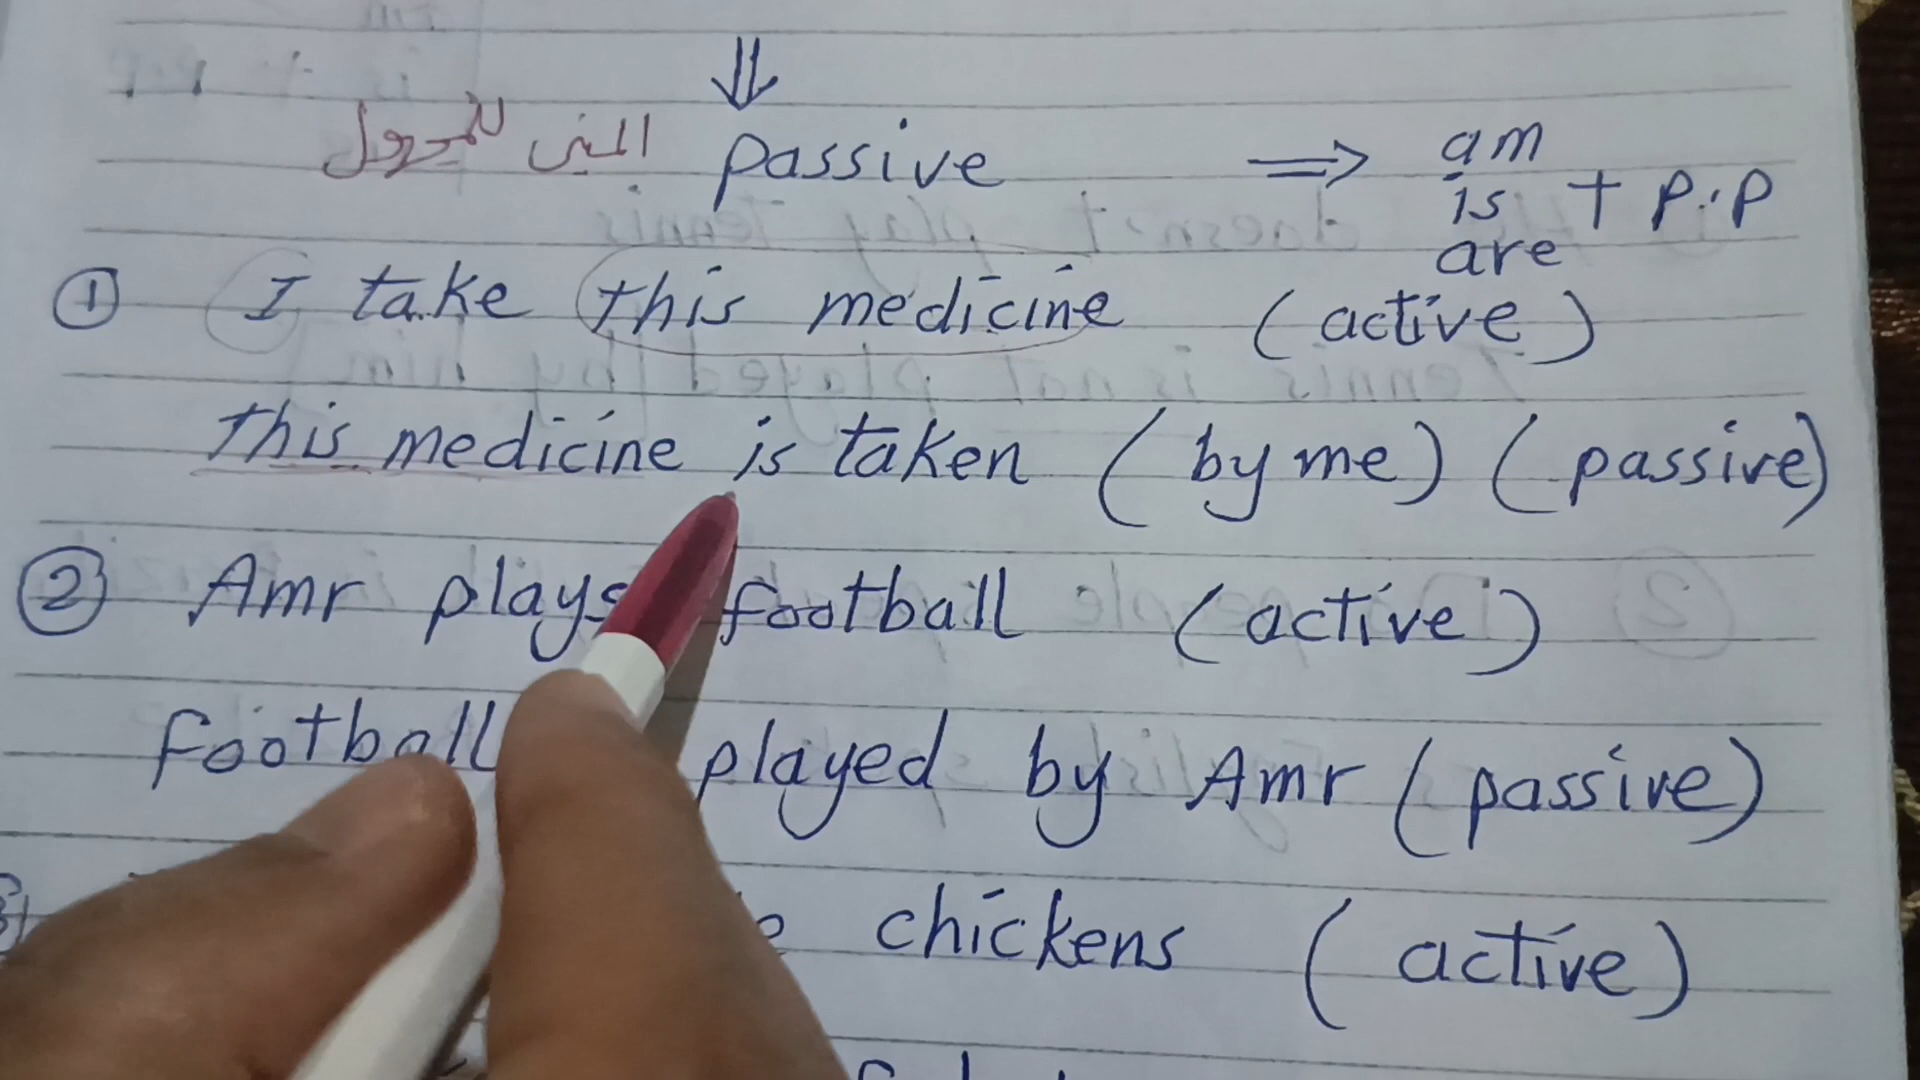 ⇓
المبنى للمجهول passive ⇒ am is are + p.p
① I take this medicine (active)
this medicine is taken (by me) (passive)
② Amr plays football (active)
football played by Amr (passive)
chickens (active)